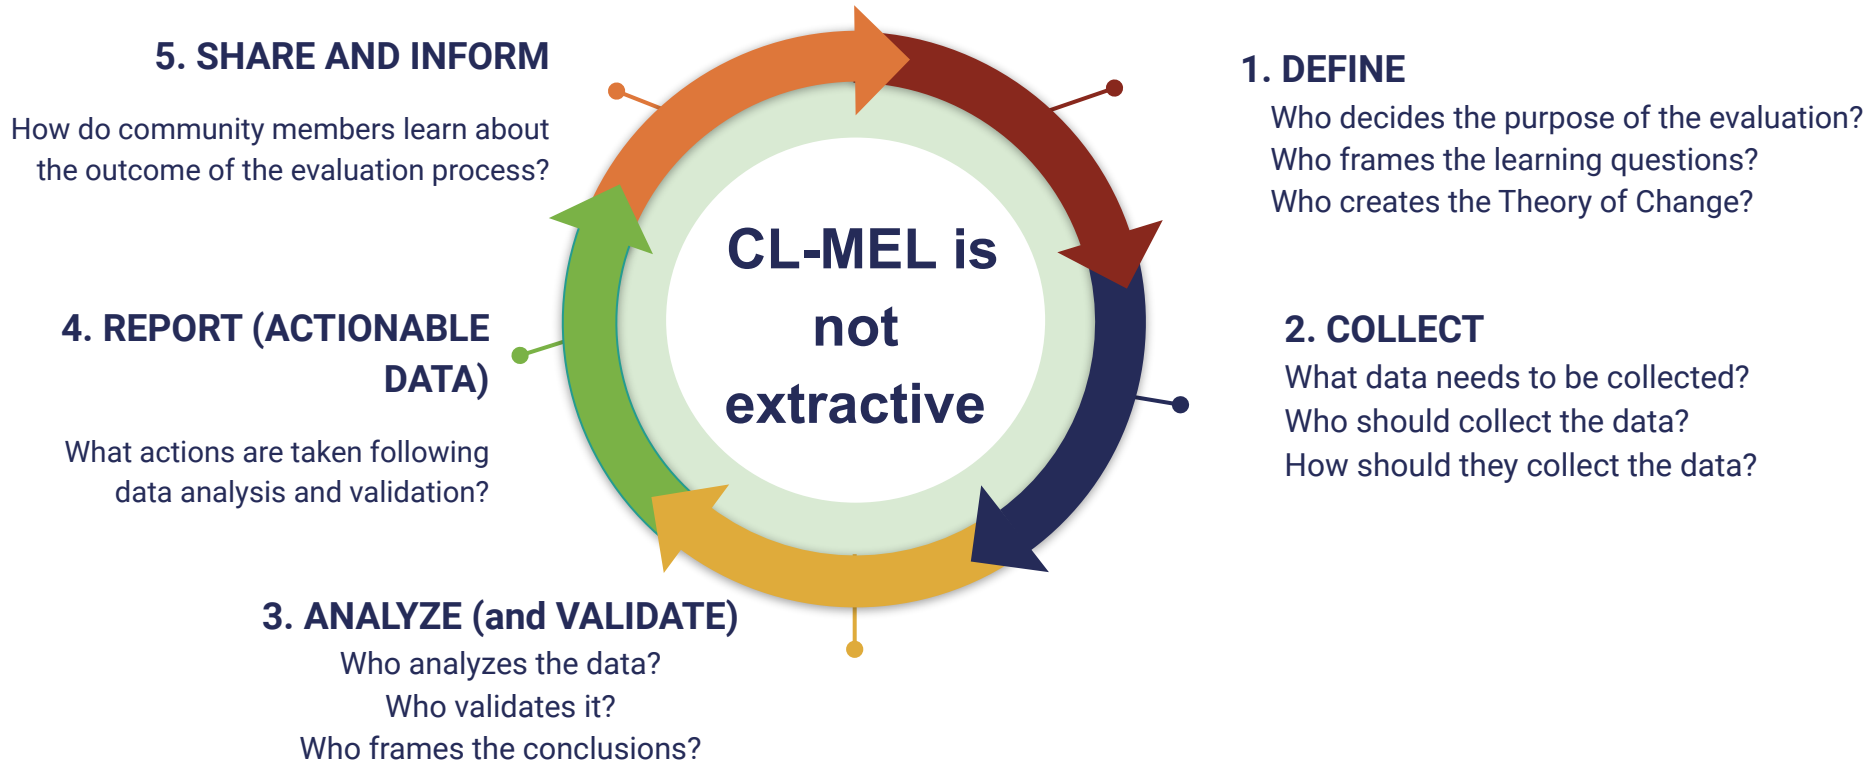 1. DEFINE
Who decides the purpose of the evaluation?
Who frames the learning questions?
Who creates the Theory of Change?
2. COLLECT
What data needs to be collected?
Who should collect the data?
How should they collect the data?
3. ANALYZE (and VALIDATE)
Who analyzes the data?
Who validates it?
Who frames the conclusions?
4. REPORT (ACTIONABLE
DATA)
What actions are taken following
data analysis and validation?
5. SHARE AND INFORM
How do community members learn about
the outcome of the evaluation process?
CL-MEL is
not
extractive